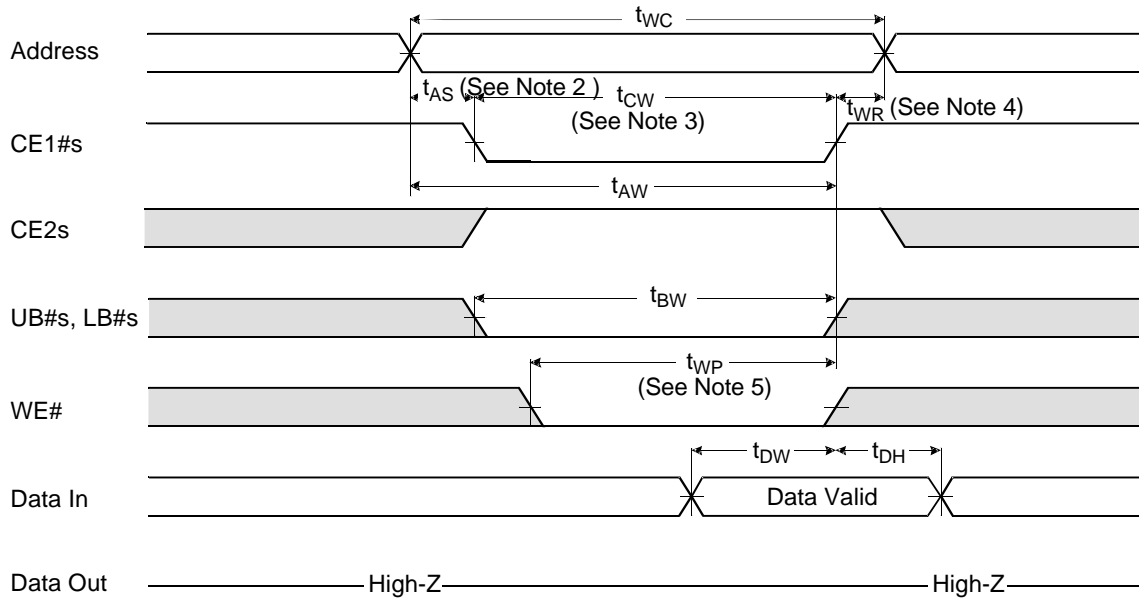 tWC
Address
tAS (See Note 2 )
tCW
(See Note 3)
tWR (See Note 4)
CE1#s
tAW
CE2s
tBW
UB#s, LB#s
tWP
(See Note 5)
WE#
tDW
tDH
Data In
Data Valid
Data Out
High-Z
High-Z